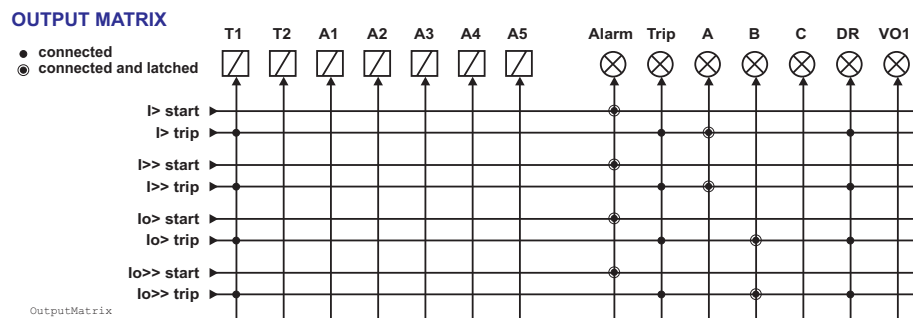 OUTPUT MATRIX
T1 T2 A1 A2 A3 A4 A5 Alarm Trip A B C DR VO1
connected
connected and latched
I> start
I> trip
I>> start
I>> trip
Io> start
Io> trip
Io>> start
Io>> trip
OutputMatrix